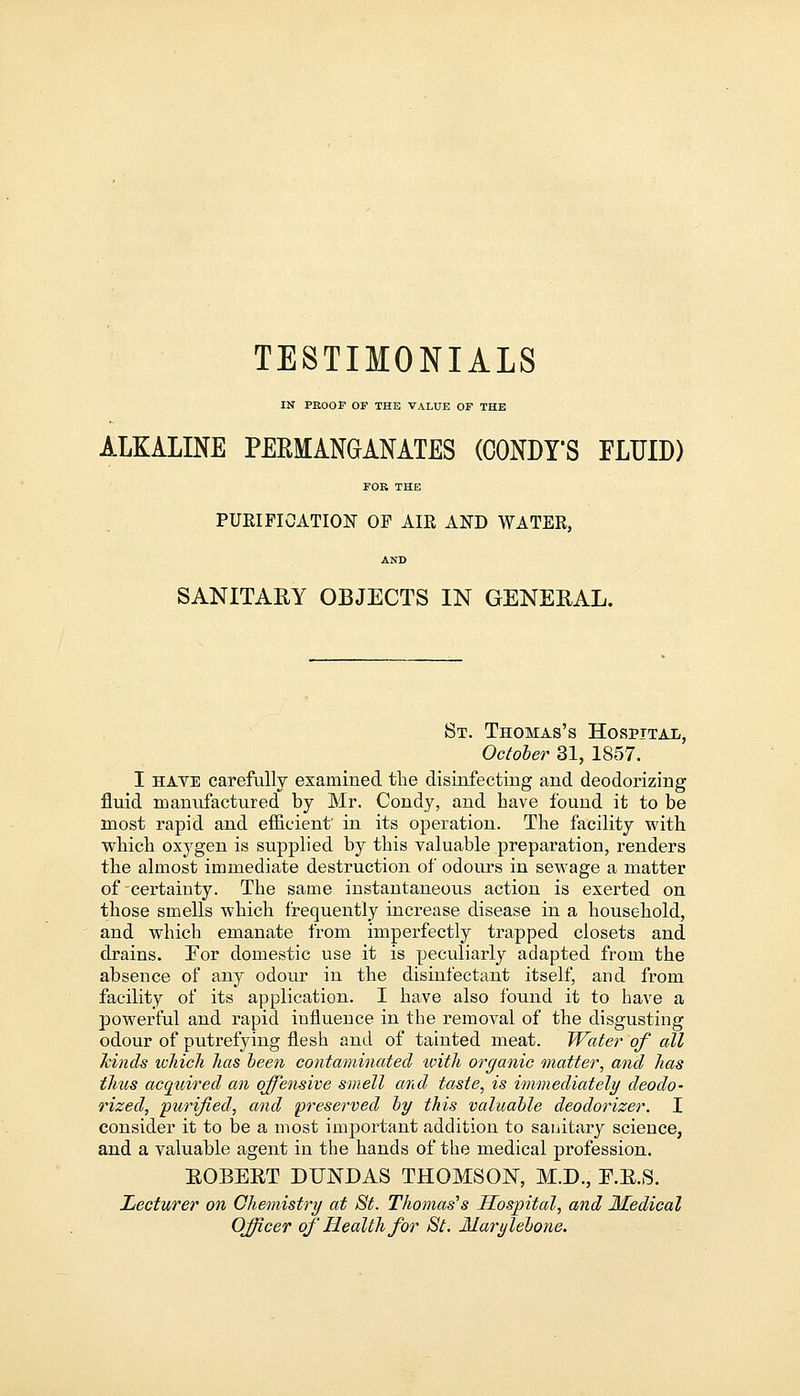 TESTIMONIALS
IN PROOF OF THE VALUE OF THE
ALKALINE PERMANGANATES (CONDY'S FLUID)
FOR THE
PURIFICATION OF AIR AND WATER,
AND
SANITARY OBJECTS IN GENERAL.
St. Thomas's Hospital,
October 31, 1857.
I HAVE carefully examined the disinfecting and deodorizing
fluid manufactured by Mr. Condy, and have found it to be
most rapid and efficient in its operation. The facility with
which oxygen is supplied by this valuable preparation, renders
the almost immediate destruction of odours in sewage a matter
of certainty. The same instantaneous action is exerted on
those smells which frequently increase disease in a household,
and which emanate from imperfectly trapped closets and
drains. For domestic use it is peculiarly adapted from the
absence of any odour in the disinfectant itself, and from
facility of its application. I have also found it to have a
powerful and rapid influence in the removal of the disgusting
odour of putrefying flesh and of tainted meat. Water of all
kinds which has been contaminated with organic matter, and has
thus acquired an offensive smell and taste, is immediately deodo-
rized, purified, and preserved by this valuable deodorizer. I
consider it to be a most important addition to sanitary science,
and a valuable agent in the hands of the medical profession.
ROBERT DUNDAS THOMSON, M.D., F.R.S.
Lecturer on Chemistry at St. Thomas's Hospital, and Medical
Officer of Health for St. Marylebone.